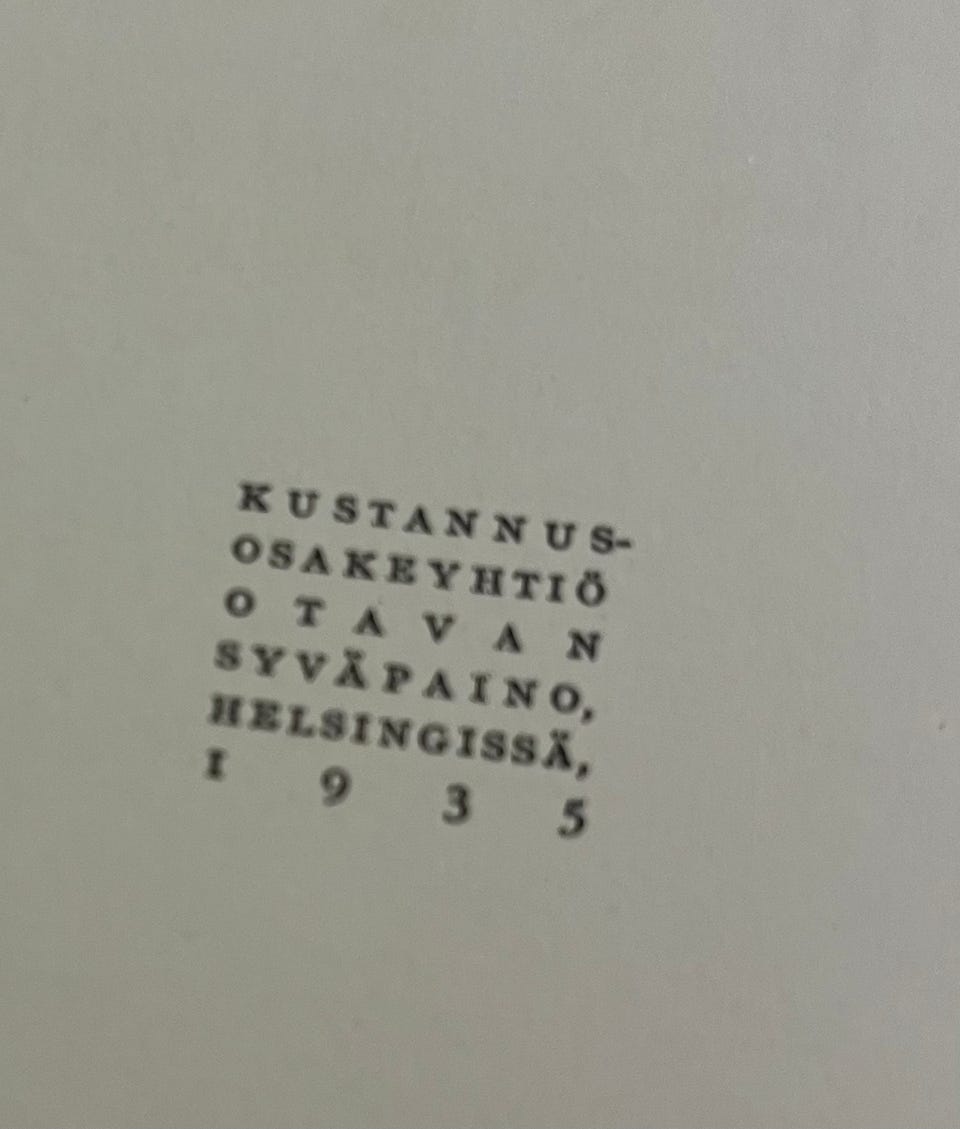 KUSTANNUS-
OSAKEYHTIÖ
OTAVAN
SYVÄPAINO,
HELSINGISSÄ,
1935